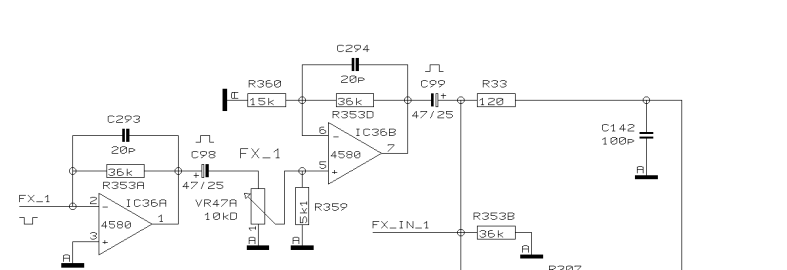 C294
20p
R360
15k
A
36k
R353D
C99
+
47/25
R33
120
C142
100p
A
C293
20p
36k
R353A
C98
+
47/25
FX_1
FX_1
2
3
-
+
4580
IC36A
1
A
VR47A
10kD
1
A
5k1
R359
A
6
5
-
+
4580
IC36B
7
FX_IN_1
R353B
36k
A
R307